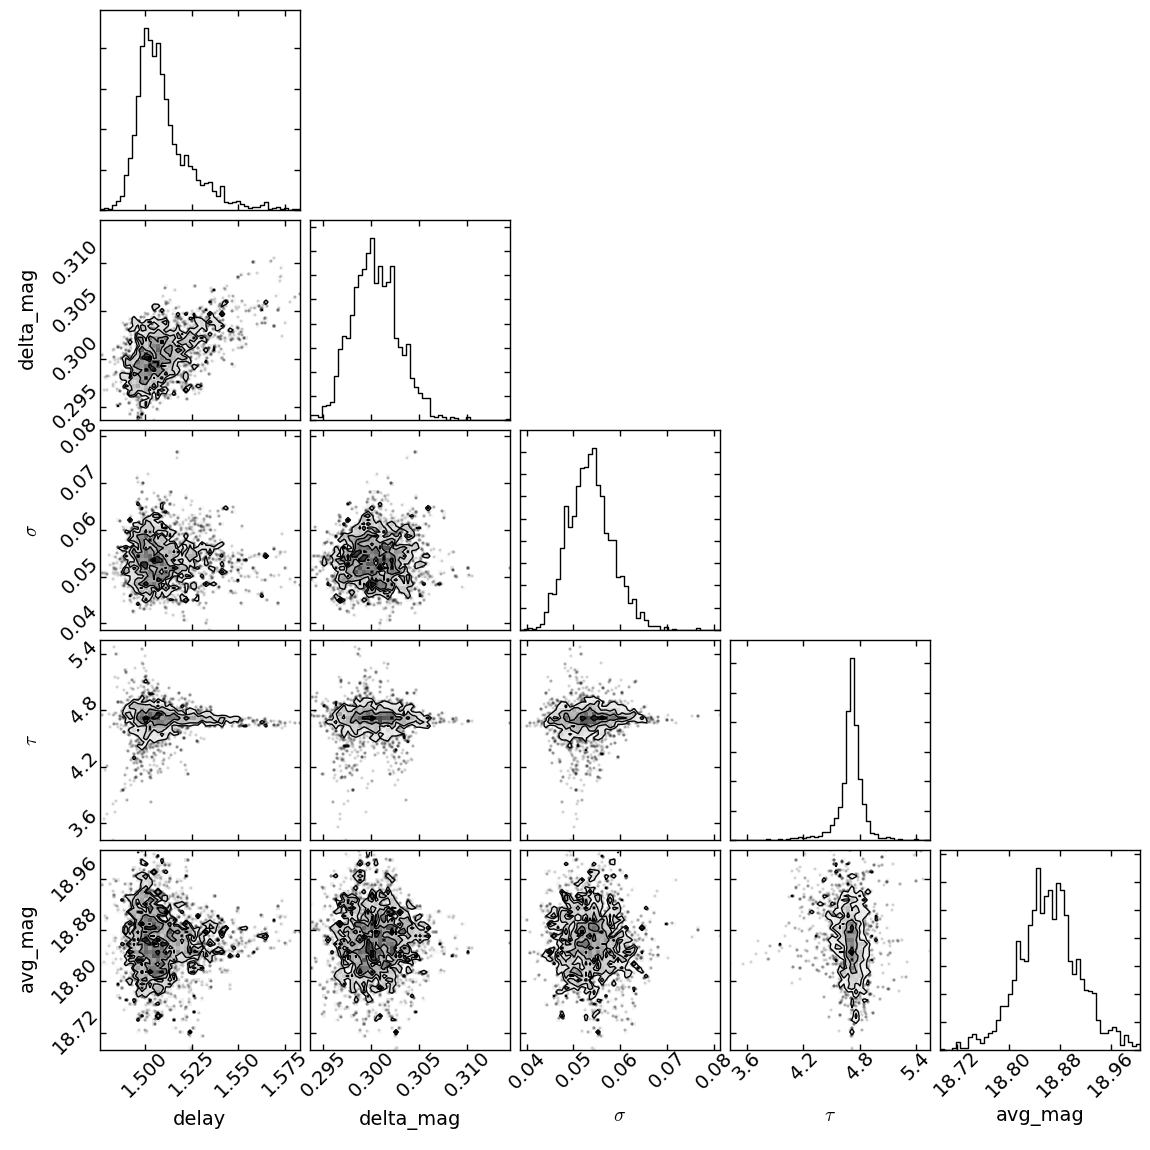 0.310
0.305
0.300
0.295
delta_mag
0.08
0.07
0.06
0.05
0.04
σ
5.4
4.8
4.2
3.6
τ
18.96
18.88
18.80
18.72
avg_mag
1.500 1.525 1.550 1.575
0.295 0.300 0.305 0.310
0.04 0.05 0.06 0.07 0.08
3.6 4.2 4.8 5.4
18.72 18.80 18.88 18.96
delay delta_mag σ τ avg_mag